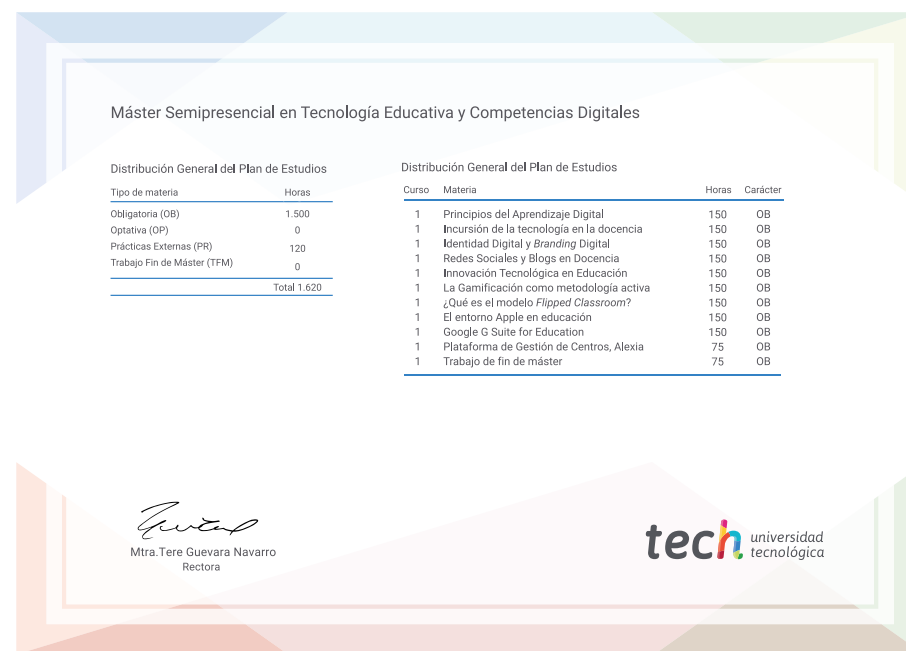 Máster Semipresencial en Tecnología Educativa y Competencias Digitales
Distribución General del Plan de Estudios
Tipo de materia Horas
Obligatoria (OB) 1.500
Optativa (OP) 0
Prácticas Externas (PR) 120
Trabajo Fin de Máster (TFM) 0
Total 1.620
Distribución General del Plan de Estudios
Curso Materia Horas Carácter
1 Principios del Aprendizaje Digital 150 OB
1 Incursión de la tecnología en la docencia 150 OB
1 Identidad Digital y Branding Digital 150 OB
1 Redes Sociales y Blogs en Docencia 150 OB
1 Innovación Tecnológica en Educación 150 OB
1 La Gamificación como metodología activa 150 OB
1 ¿Qué es el modelo Flipped Classroom? 150 OB
1 El entorno Apple en educación 150 OB
1 Google G Suite for Education 150 OB
1 Plataforma de Gestión de Centros, Alexia 75 OB
1 Trabajo de fin de máster 75 OB
Mtra.Tere Guevara Navarro
Rectora
tech universidad
tecnológica